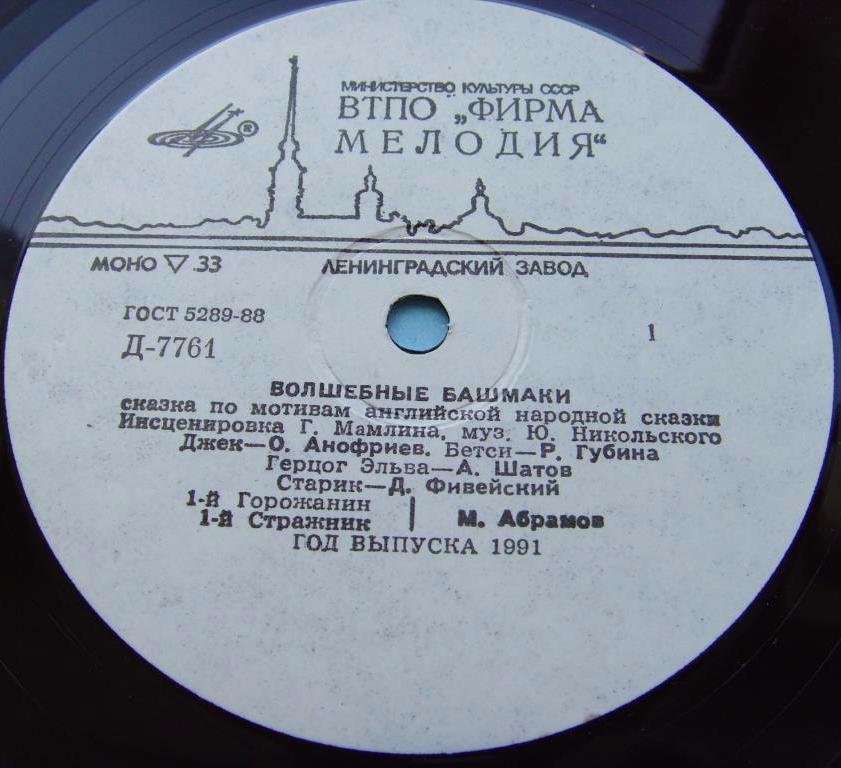 МИНИСТЕРСТВО КУЛЬТУРЫ СССР
ВТПО „ФИРМА
МЕЛОДИЯ“
®
МОНО ▽ 33
ЛЕНИНГРАДСКИЙ ЗАВОД
ГОСТ 5289-88
Д-7761
1
ВОЛШЕБНЫЕ БАШМАКИ
сказка по мотивам английской народной сказки
Инсценировка Г. Мамлина, муз. Ю. Никольского
Джек—О. Анофриев. Бетси—Р. Губина
Герцог Эльва—А. Шатов
Старик—Д. Фивейский
1-й Горожанин
1-й Стражник | М. Абрамов
ГОД ВЫПУСКА 1991